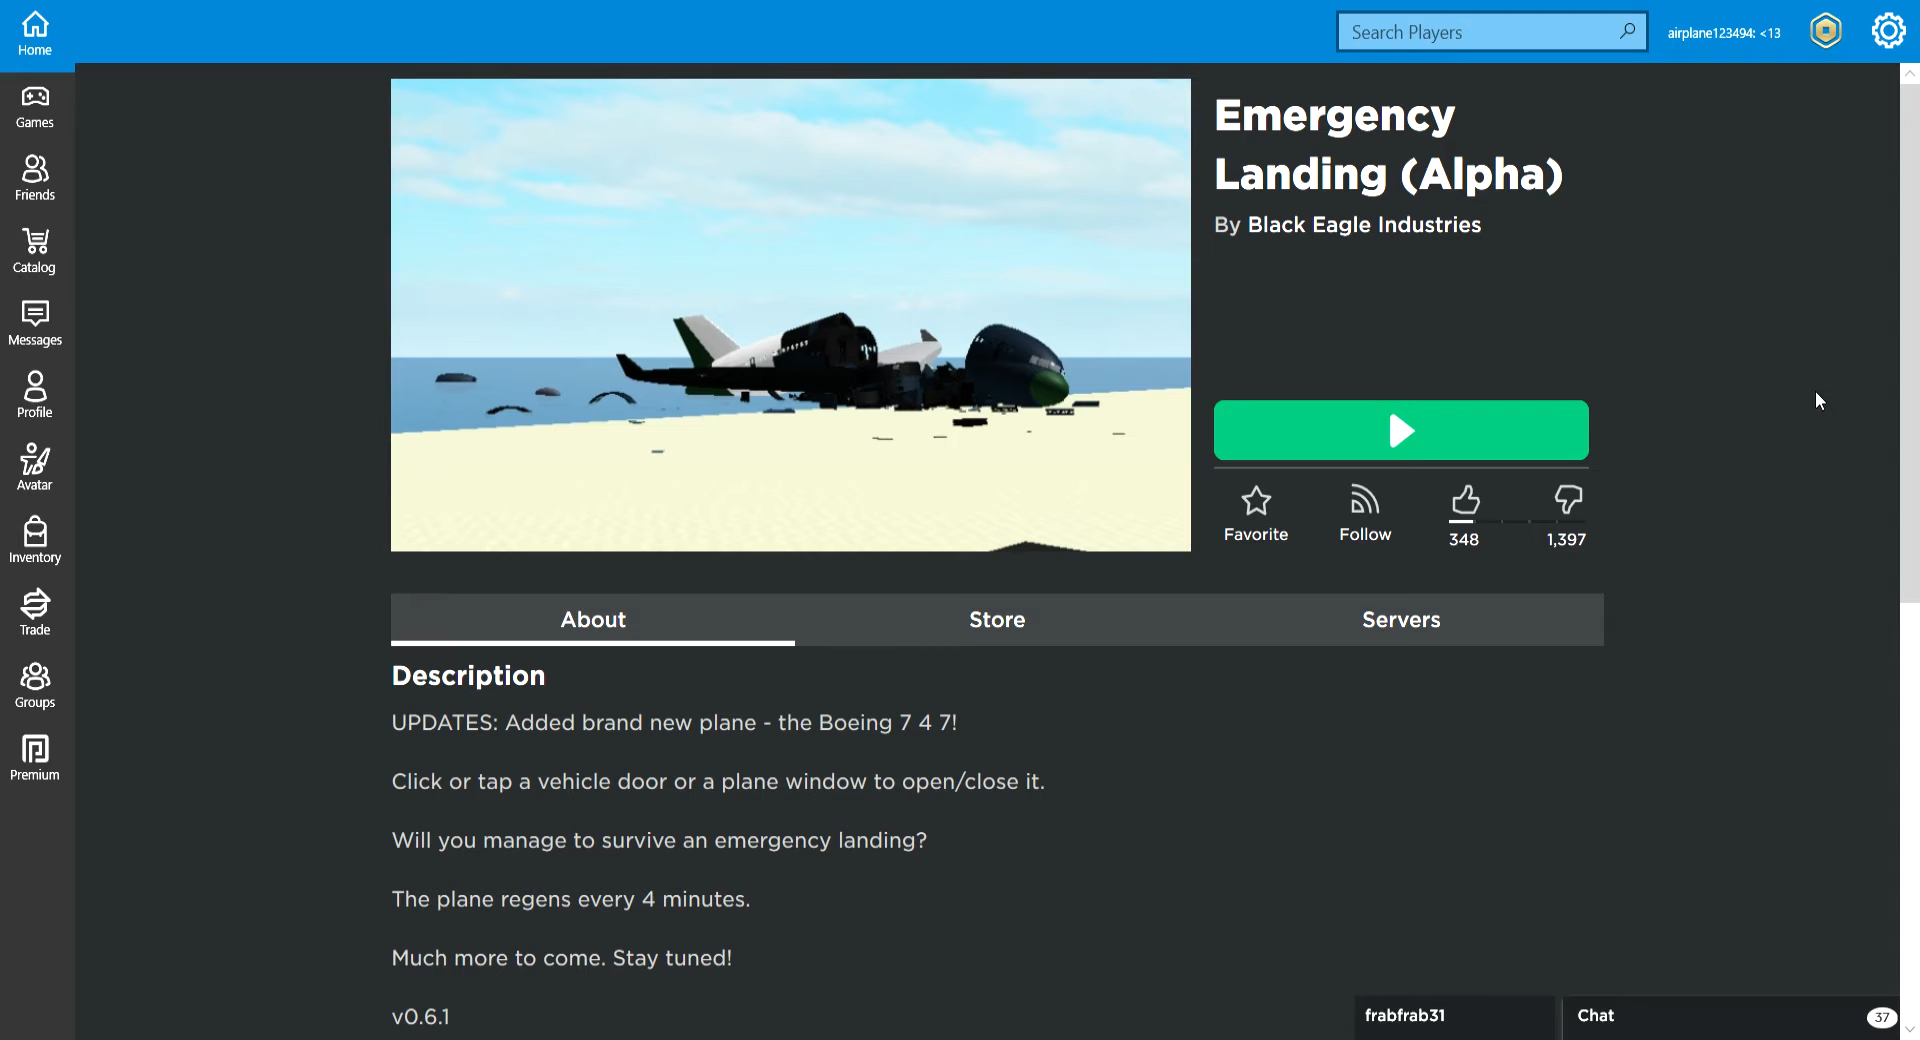 Home
Search Players
airplane123494: <13
Games
Friends
Catalog
Messages
Profile
Avatar
Inventory
Trade
Groups
Premium
Emergency
Landing (Alpha)
By Black Eagle Industries
Favorite
Follow
348
1,397
About
Store
Servers
Description
UPDATES: Added brand new plane - the Boeing 7 4 7!
Click or tap a vehicle door or a plane window to open/close it.
Will you manage to survive an emergency landing?
The plane regens every 4 minutes.
Much more to come. Stay tuned!
v0.6.1
frabfrab31
Chat
37